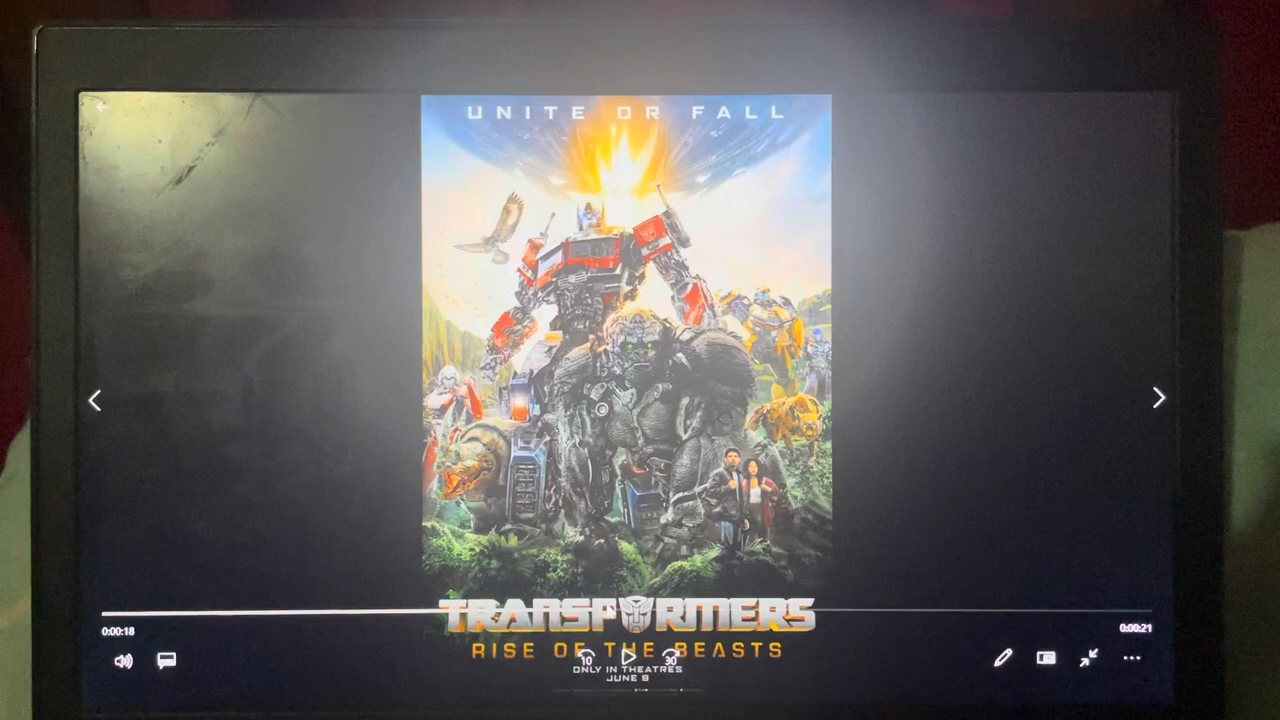 UNITE OR FALL
TRANSFORMERS
0:00:18
0:00:21
RISE OF THE BEASTS
10
30
ONLY IN THEATRES
JUNE 9